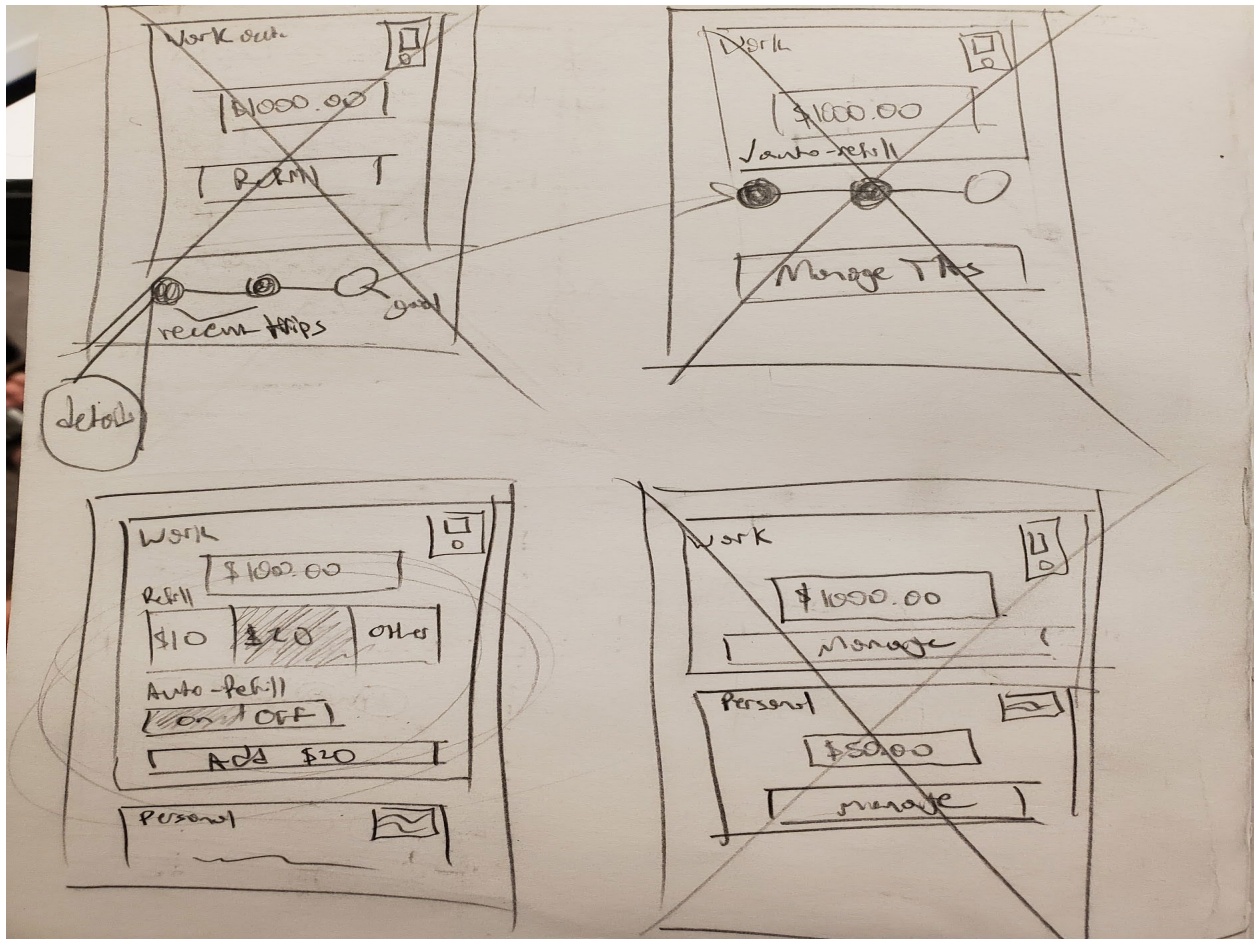 Work
$1000.00
recent trips
goal
details
Work
$1000.00
auto-refill
Manage
Work
$1000.00
Refill
$10
$20
Other
Auto-Refill
On OFF
Add $20
Personal
Work
$1000.00
Manage
Personal
$50.00
Manage